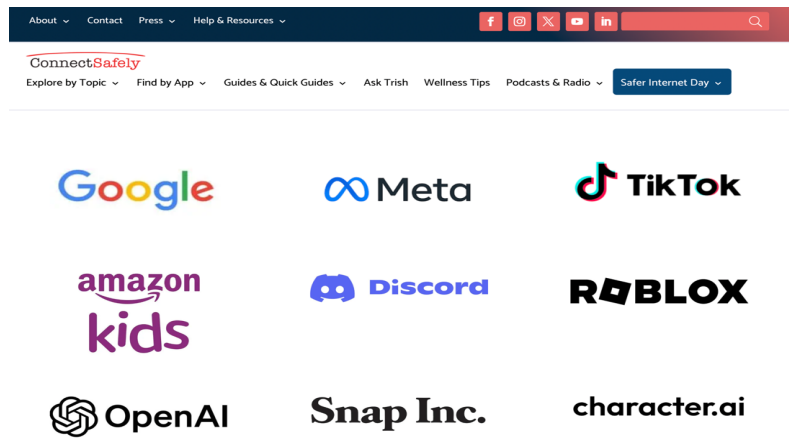 About Contact Press Help & Resources
ConnectSafely
Explore by Topic Find by App Guides & Quick Guides Ask Trish Wellness Tips Podcasts & Radio Safer Internet Day
Google Meta TikTok
amazon kids Discord ROBLOX
OpenAI Snap Inc. character.ai